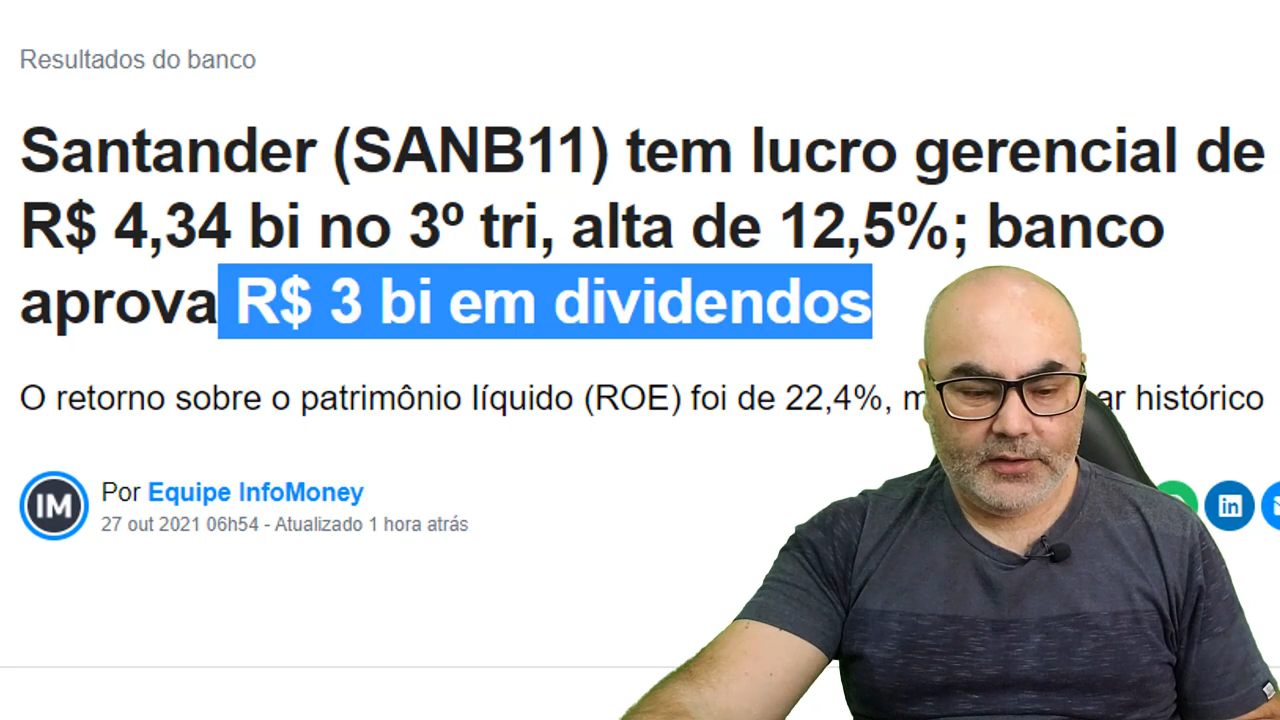 Resultados do banco
Santander (SANB11) tem lucro gerencial de
R$ 4,34 bi no 3º tri, alta de 12,5%; banco
aprova R$ 3 bi em dividendos
O retorno sobre o patrimônio líquido (ROE) foi de 22,4%, histórico
IM
Por Equipe InfoMoney
27 out 2021 06h54 - Atualizado 1 hora atrás
in